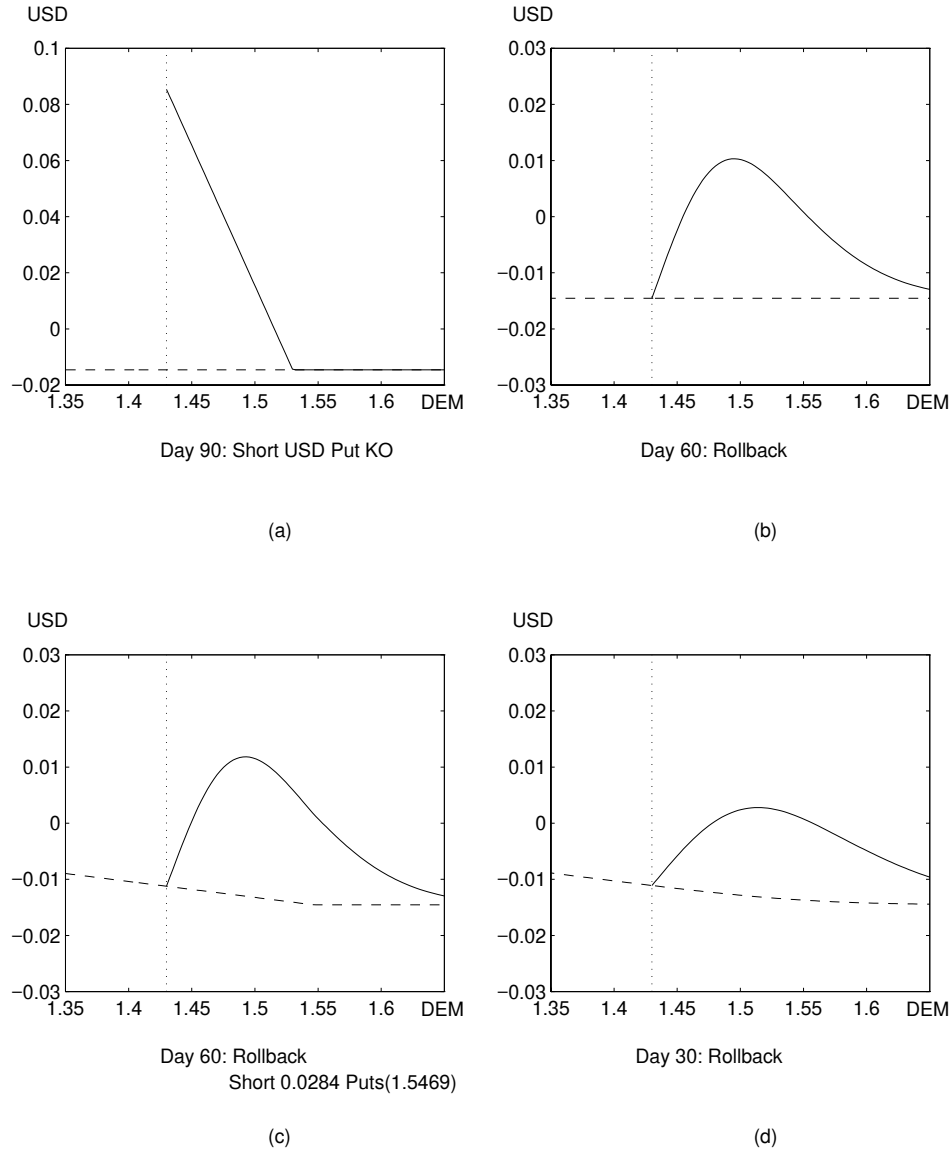 USD
0.1
0.08
0.06
0.04
0.02
0
−0.02
1.35 1.4 1.45 1.5 1.55 1.6 DEM
Day 90: Short USD Put KO
(a)
USD
0.03
0.02
0.01
0
−0.01
−0.02
−0.03
1.35 1.4 1.45 1.5 1.55 1.6 DEM
Day 60: Rollback
(b)
USD
0.03
0.02
0.01
0
−0.01
−0.02
−0.03
1.35 1.4 1.45 1.5 1.55 1.6 DEM
Day 60: Rollback
Short 0.0284 Puts(1.5469)
(c)
USD
0.03
0.02
0.01
0
−0.01
−0.02
−0.03
1.35 1.4 1.45 1.5 1.55 1.6 DEM
Day 30: Rollback
(d)